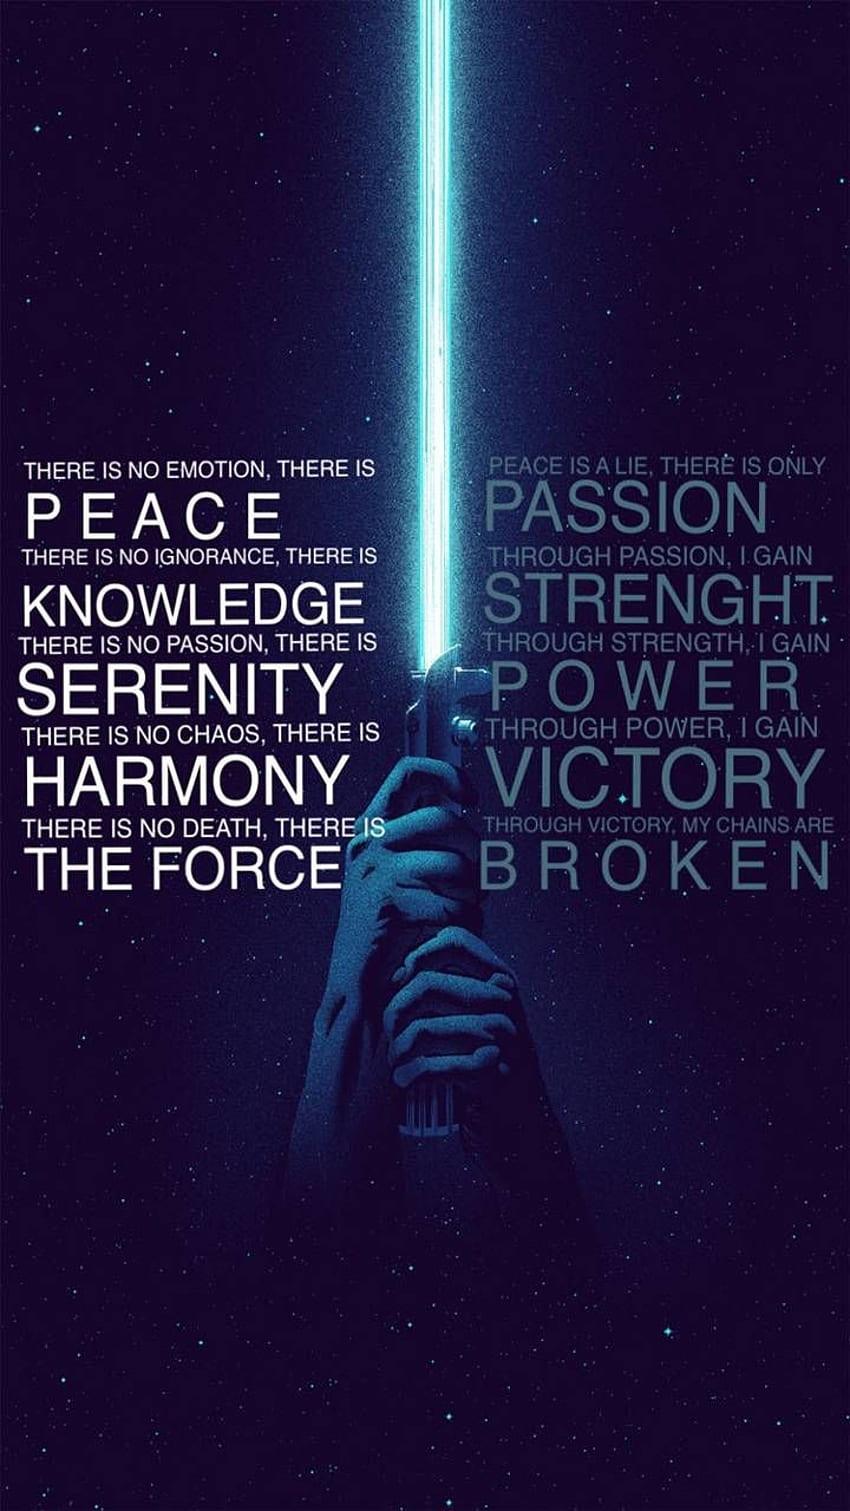 THERE IS NO EMOTION, THERE IS
PEACE
THERE IS NO IGNORANCE, THERE IS
KNOWLEDGE
THERE IS NO PASSION, THERE IS
SERENITY
THERE IS NO CHAOS, THERE IS
HARMONY
THERE IS NO DEATH, THERE IS
THE FORCE
PEACE IS A LIE, THERE IS ONLY
PASSION
THROUGH PASSION, I GAIN
STRENGHT
THROUGH STRENGTH, I GAIN
POWER
THROUGH POWER, I GAIN
VICTORY
THROUGH VICTORY, MY CHAINS ARE
BROKEN